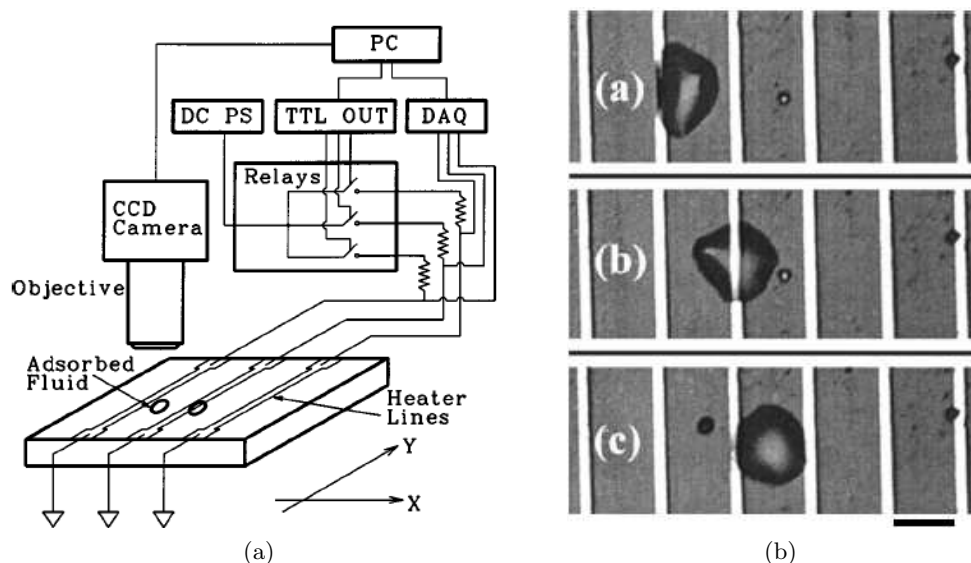 PC
DC PS
TTL OUT
DAQ
Relays
CCD
Camera
Objective
Adsorbed
Fluid
Heater
Lines
Y
X
(a)
(a)
(b)
(c)
(b)